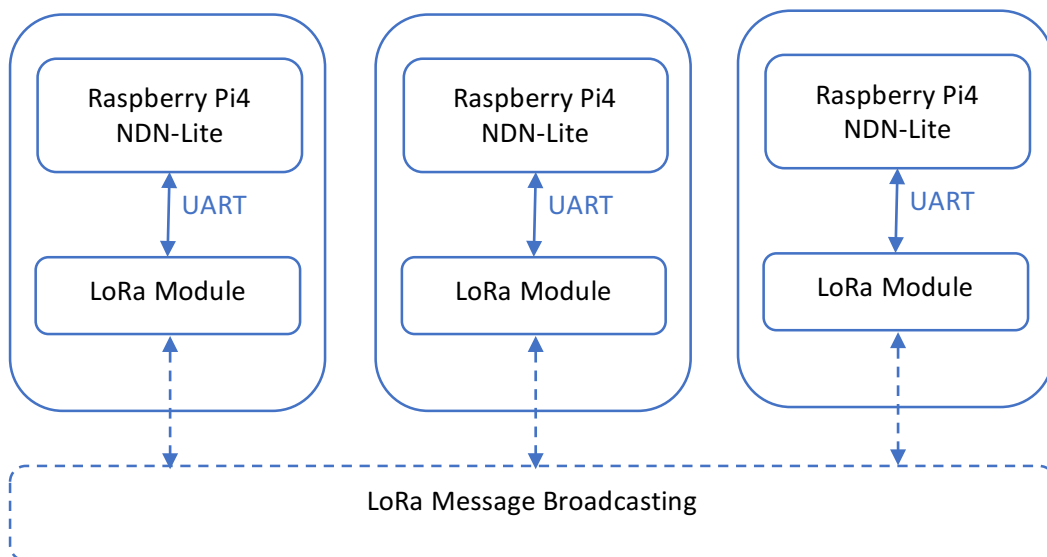 Raspberry Pi4
NDN-Lite
UART
LoRa Module
Raspberry Pi4
NDN-Lite
UART
LoRa Module
Raspberry Pi4
NDN-Lite
UART
LoRa Module
LoRa Message Broadcasting